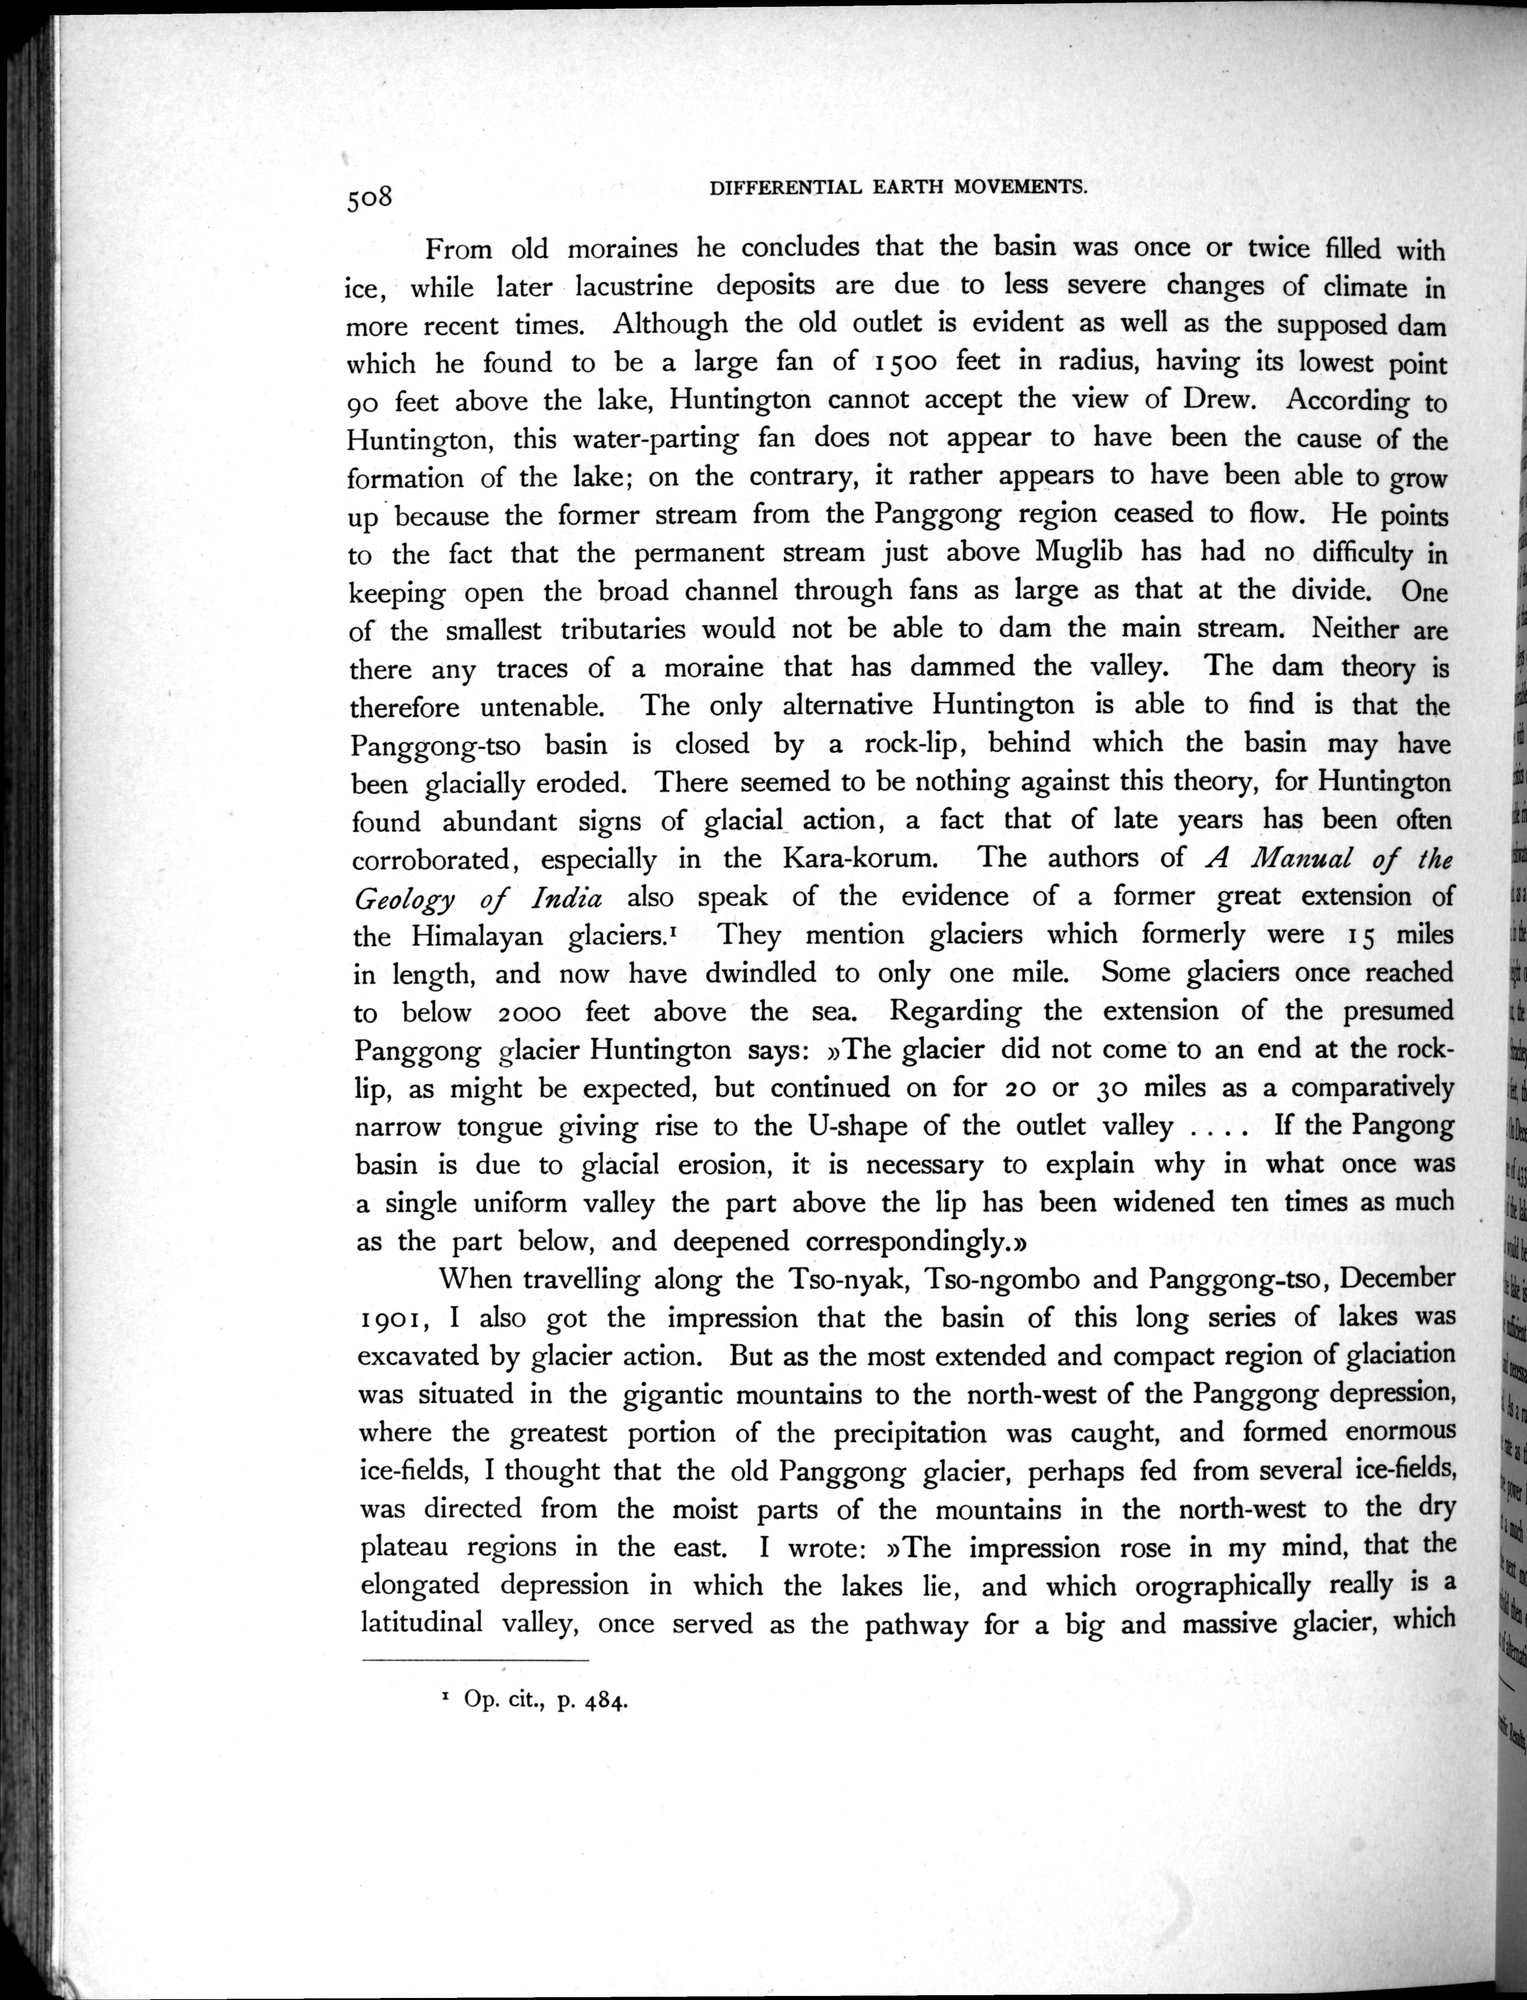 508
DIFFERENTIAL EARTH MOVEMENTS.
From old moraines he concludes that the basin was once or twice filled with
ice, while later lacustrine deposits are due to less severe changes of climate in
more recent times. Although the old outlet is evident as well as the supposed dam
which he found to be a large fan of 1500 feet in radius, having its lowest point
90 feet above the lake, Huntington cannot accept the view of Drew. According to
Huntington, this water-parting fan does not appear to have been the cause of the
formation of the lake; on the contrary, it rather appears to have been able to grow
up because the former stream from the Panggong region ceased to flow. He points
to the fact that the permanent stream just above Muglib has had no difficulty in
keeping open the broad channel through fans as large as that at the divide. One
of the smallest tributaries would not be able to dam the main stream. Neither are
there any traces of a moraine that has dammed the valley. The dam theory is
therefore untenable. The only alternative Huntington is able to find is that the
Panggong-tso basin is closed by a rock-lip, behind which the basin may have
been glacially eroded. There seemed to be nothing against this theory, for Huntington
found abundant signs of glacial action, a fact that of late years has been often
corroborated, especially in the Kara-korum. The authors of A Manual of the
Geology of India also speak of the evidence of a former great extension of
the Himalayan glaciers.¹ They mention glaciers which formerly were 15 miles
in length, and now have dwindled to only one mile. Some glaciers once reached
to below 2000 feet above the sea. Regarding the extension of the presumed
Panggong glacier Huntington says: »The glacier did not come to an end at the rock-
lip, as might be expected, but continued on for 20 or 30 miles as a comparatively
narrow tongue giving rise to the U-shape of the outlet valley .... If the Pangong
basin is due to glacial erosion, it is necessary to explain why in what once was
a single uniform valley the part above the lip has been widened ten times as much
as the part below, and deepened correspondingly.»
When travelling along the Tso-nyak, Tso-ngombo and Panggong-tso, December
1901, I also got the impression that the basin of this long series of lakes was
excavated by glacier action. But as the most extended and compact region of glaciation
was situated in the gigantic mountains to the north-west of the Panggong depression,
where the greatest portion of the precipitation was caught, and formed enormous
ice-fields, I thought that the old Panggong glacier, perhaps fed from several ice-fields,
was directed from the moist parts of the mountains in the north-west to the dry
plateau regions in the east. I wrote: »The impression rose in my mind, that the
elongated depression in which the lakes lie, and which orographically really is a
latitudinal valley, once served as the pathway for a big and massive glacier, which
¹ Op. cit., p. 484.